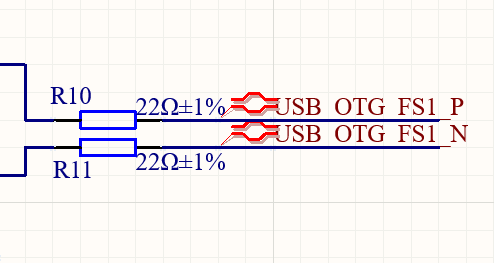 R10
22Ω±1%
USB_OTG_FS1_P
USB_OTG_FS1_N
R11
22Ω±1%